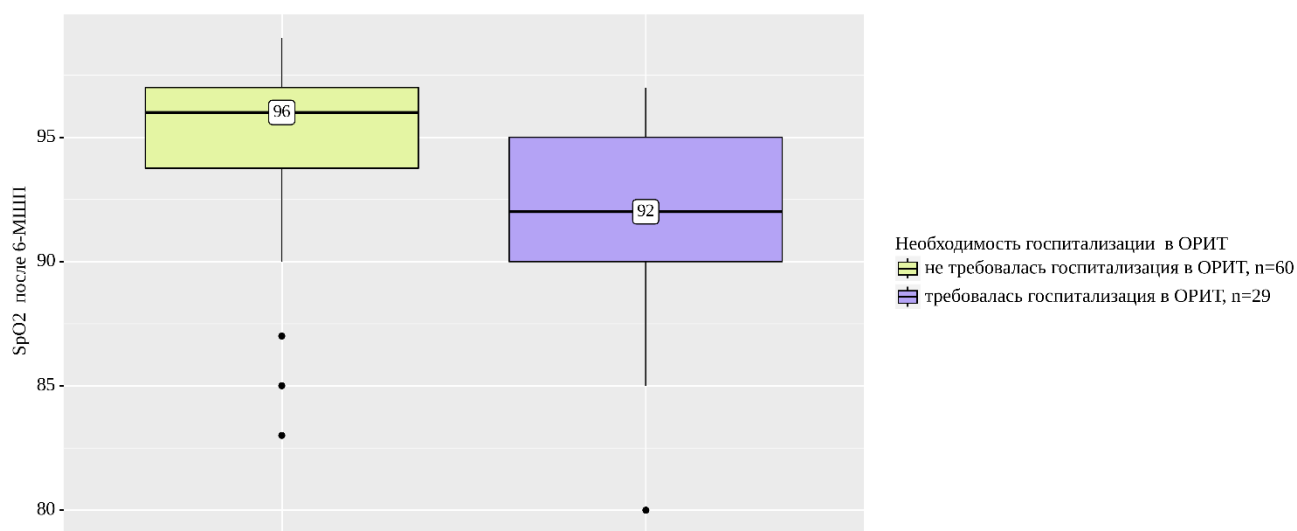 96
95
92
90
85
80
SpO2 после 6-МШП
Необходимость госпитализации в ОРИТ
не требовалась госпитализация в ОРИТ, n=60
требовалась госпитализация в ОРИТ, n=29